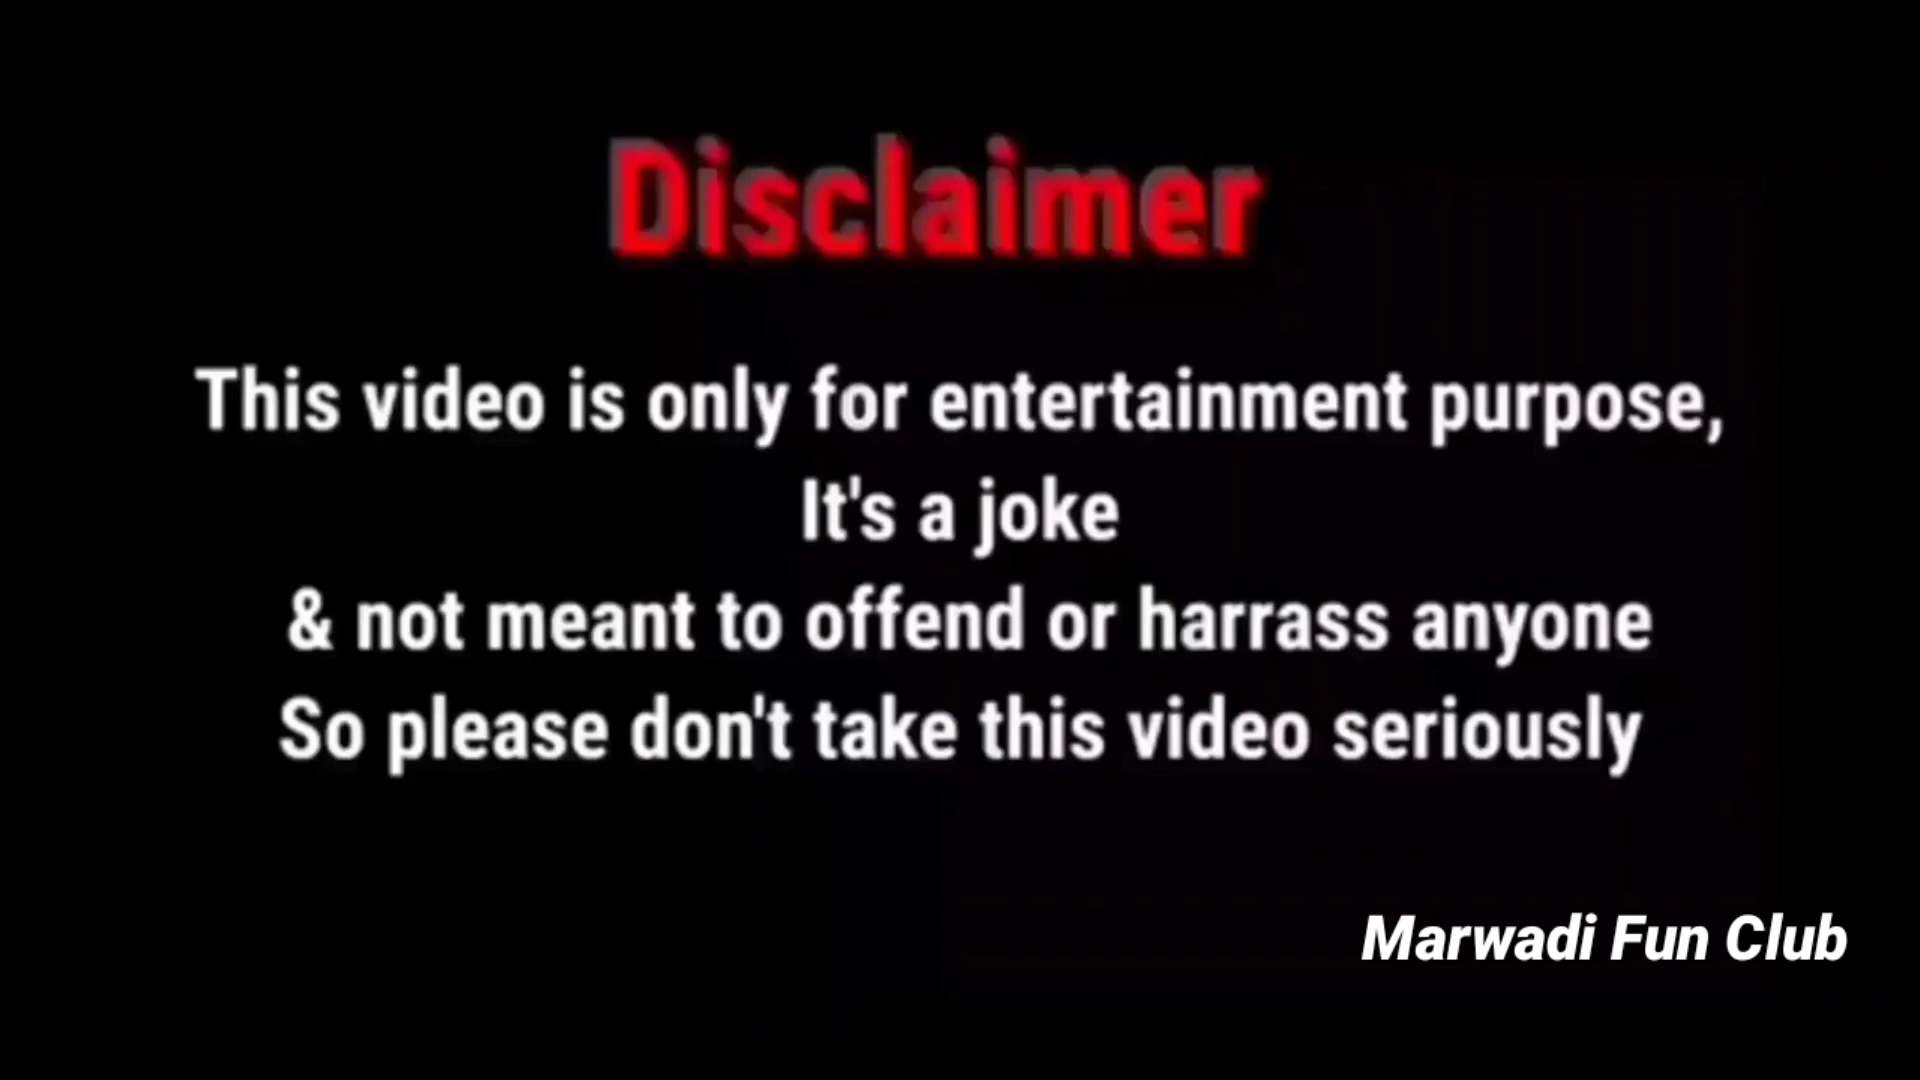 Disclaimer
This video is only for entertainment purpose,
It's a joke
& not meant to offend or harrass anyone
So please don't take this video seriously
Marwadi Fun Club